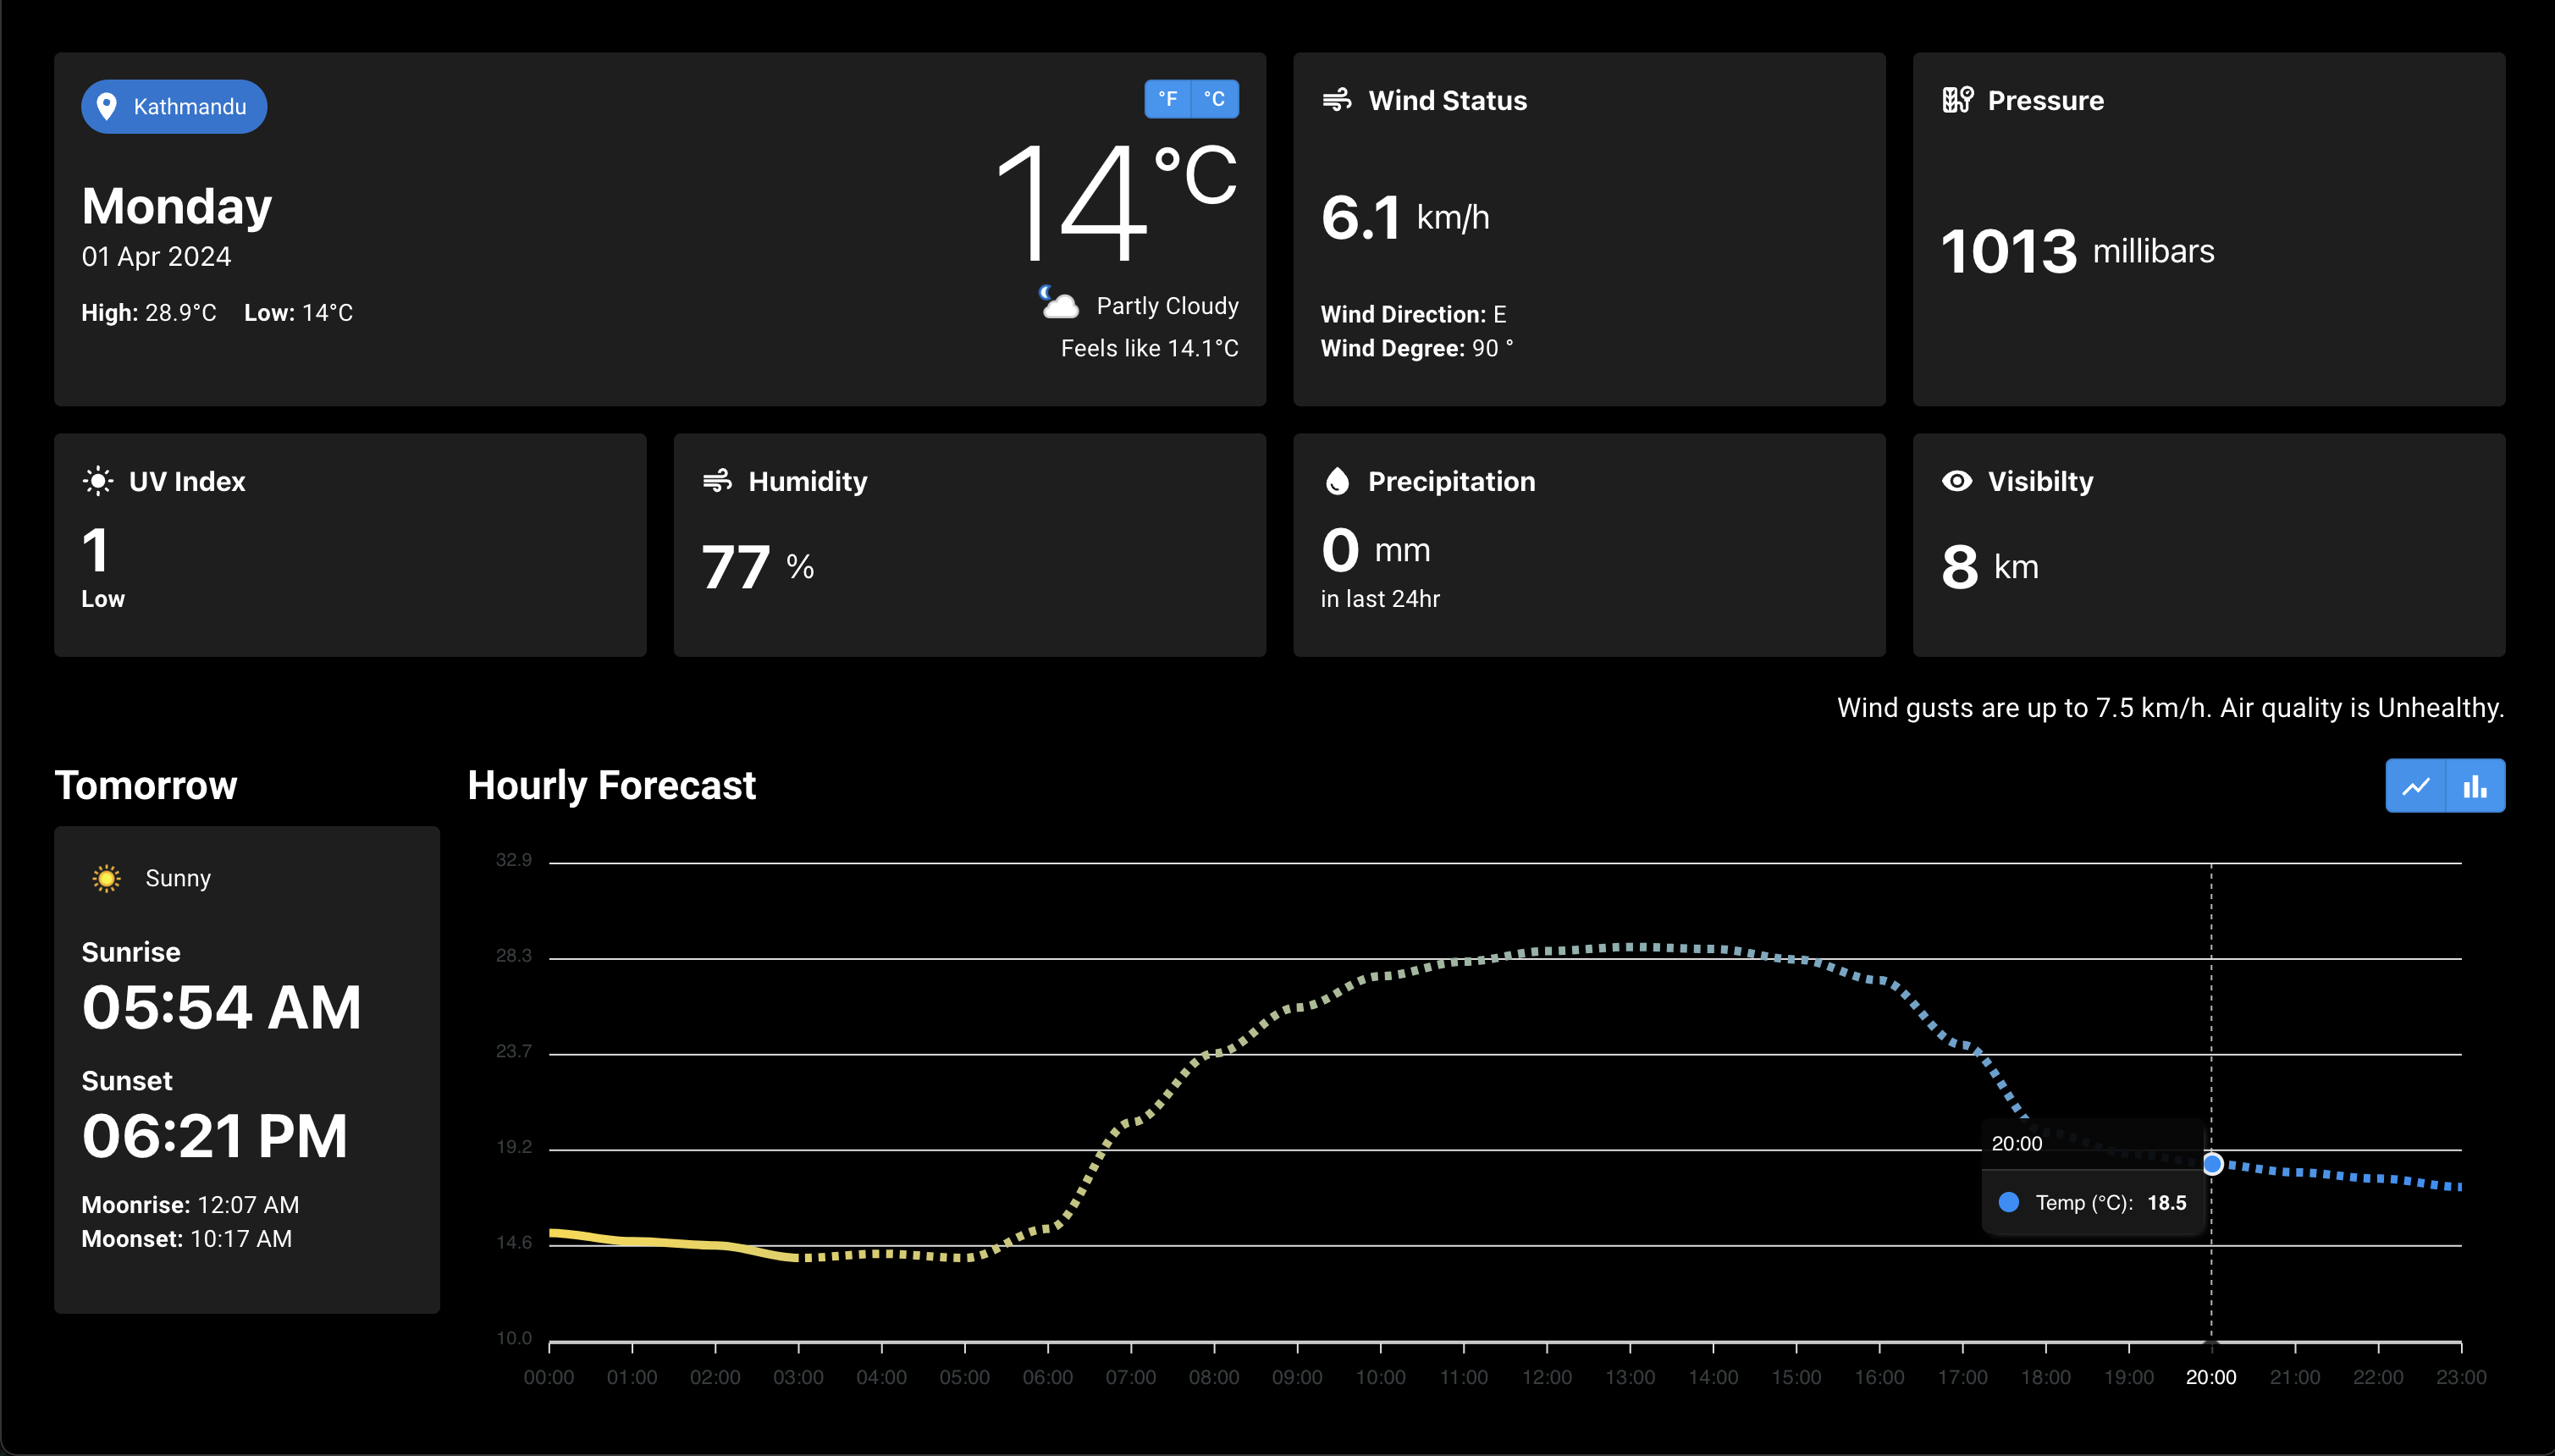 Kathmandu
°F °C
Monday
01 Apr 2024
High: 28.9°C Low: 14°C
14°C
Partly Cloudy
Feels like 14.1°C
Wind Status
6.1 km/h
Wind Direction: E
Wind Degree: 90 °
Pressure
1013 millibars
UV Index
1
Low
Humidity
77 %
Precipitation
0 mm
in last 24hr
Visibilty
8 km
Wind gusts are up to 7.5 km/h. Air quality is Unhealthy.
Tomorrow
Sunny
Sunrise
05:54 AM
Sunset
06:21 PM
Moonrise: 12:07 AM
Moonset: 10:17 AM
Hourly Forecast
32.9
28.3
23.7
19.2
14.6
10.0
20:00
Temp (°C): 18.5
00:00 01:00 02:00 03:00 04:00 05:00 06:00 07:00 08:00 09:00 10:00 11:00 12:00 13:00 14:00 15:00 16:00 17:00 18:00 19:00 20:00 21:00 22:00 23:00